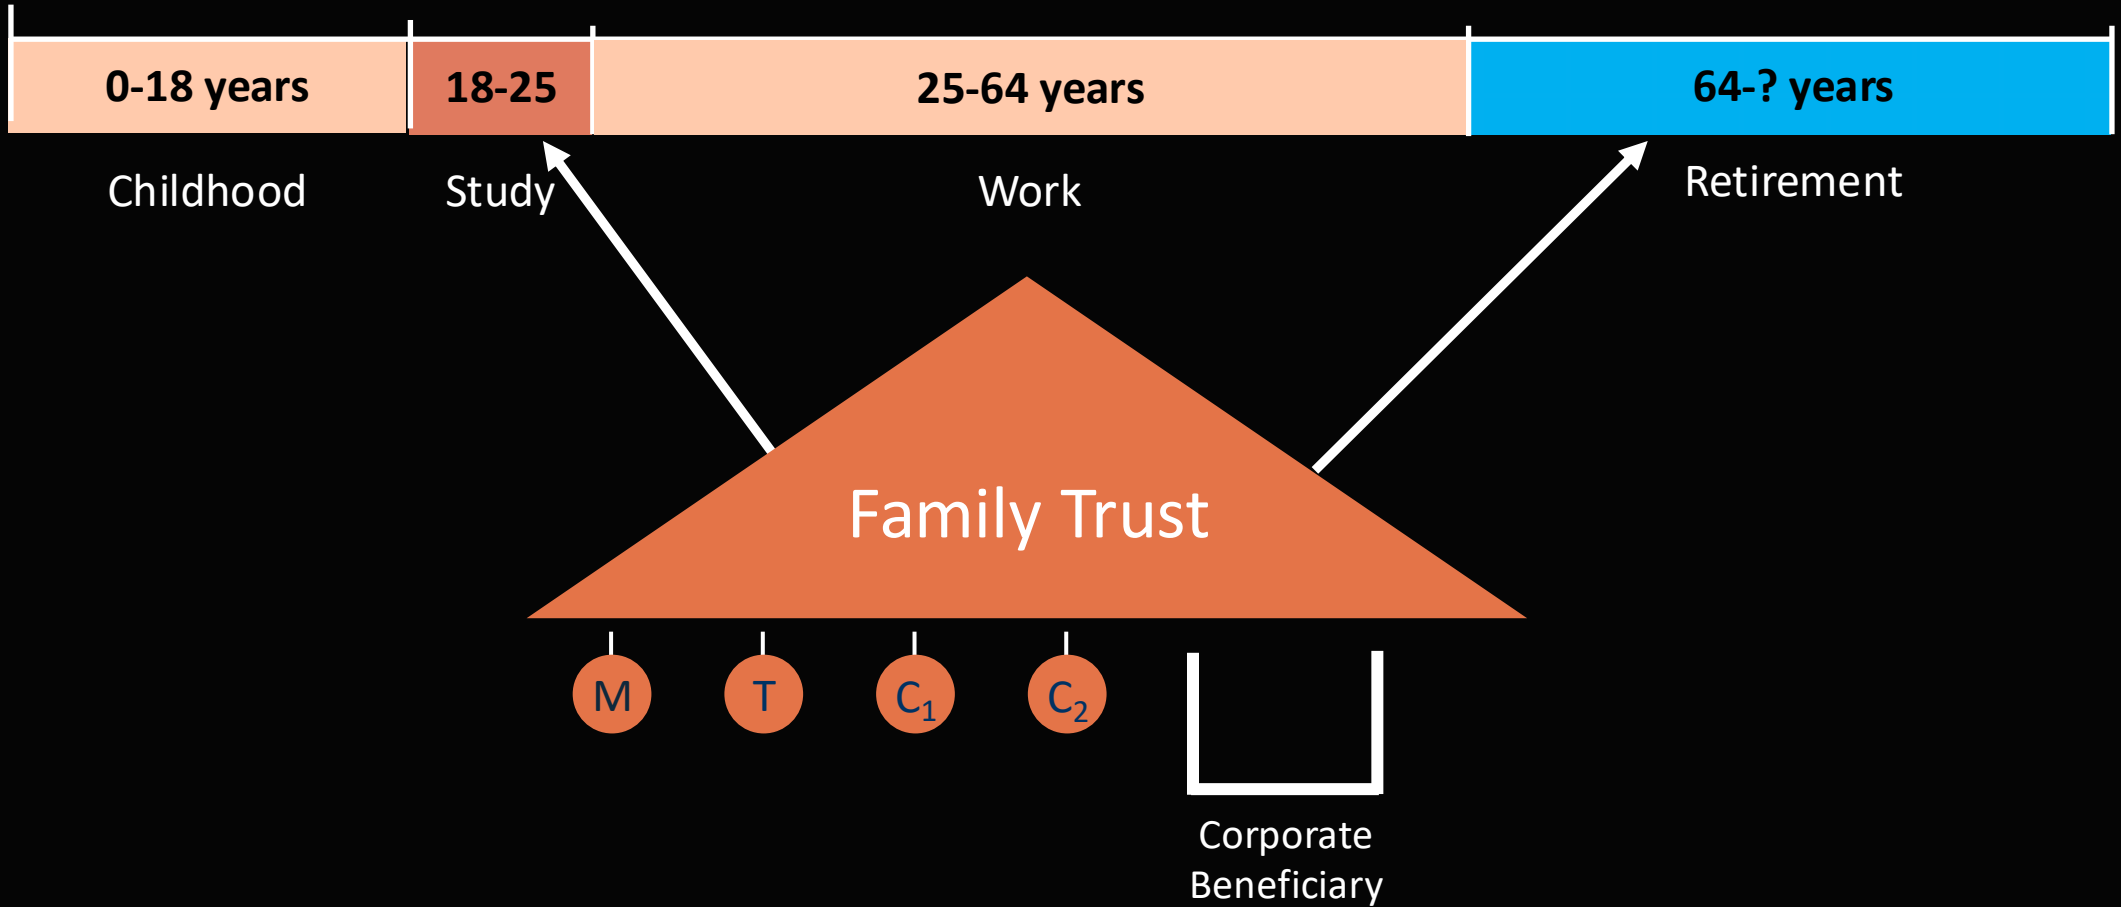 0-18 years
18-25
25-64 years
64-? years
Childhood
Study
Work
Retirement
Family Trust
M
T
C₁
C₂
Corporate
Beneficiary